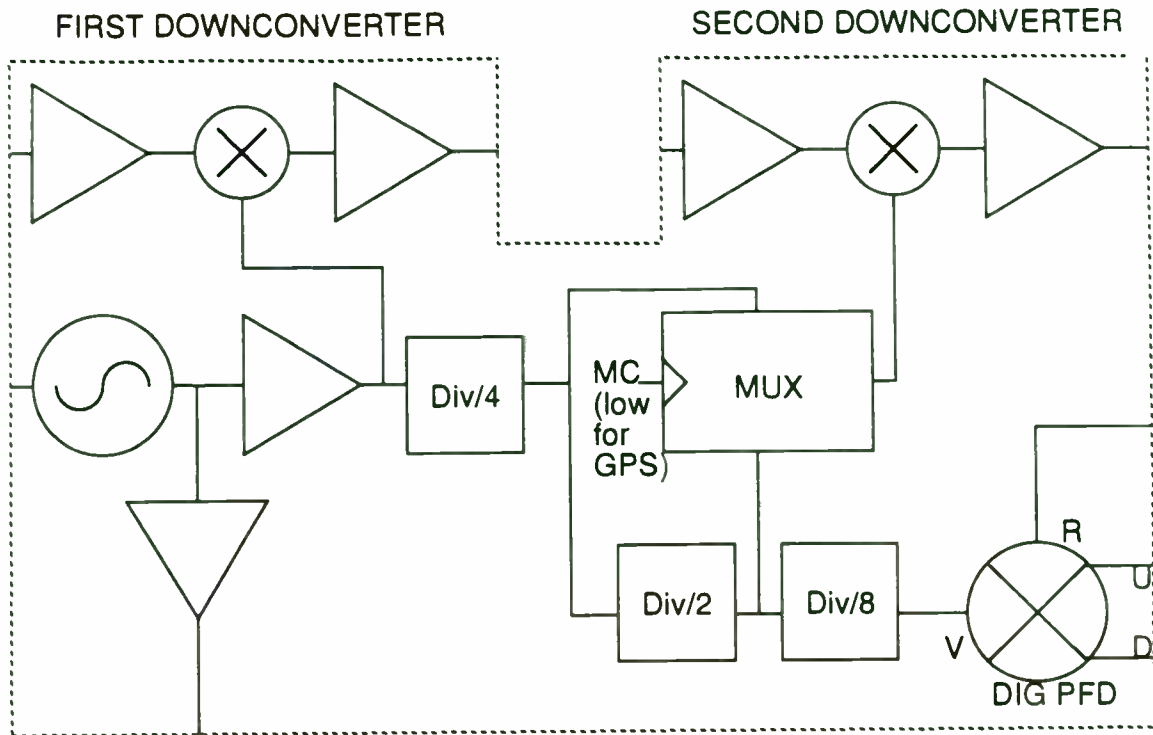 FIRST DOWNCONVERTER
SECOND DOWNCONVERTER
Div/4
MC
(low
for
GPS)
MUX
Div/2
Div/8
R
U
V
D
DIG PFD